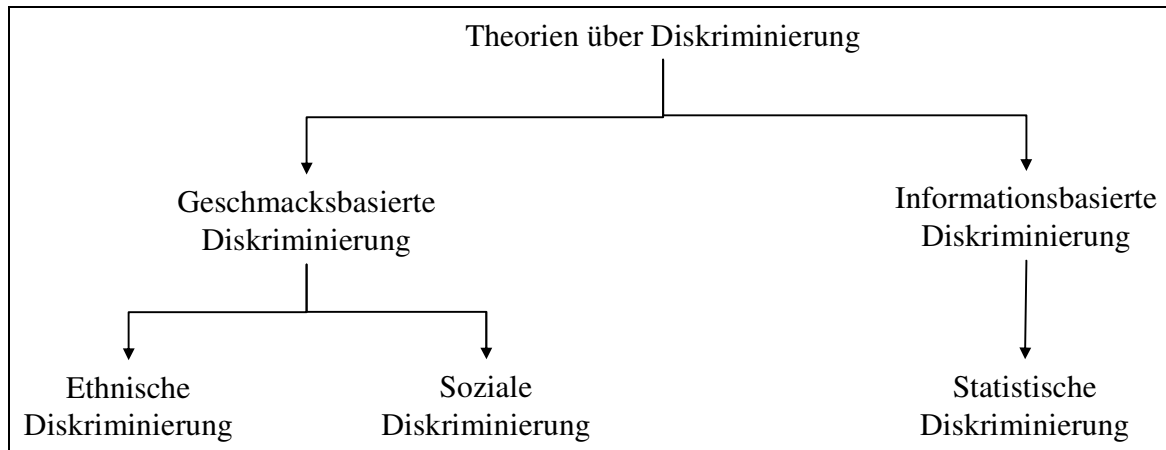 Theorien über Diskriminierung
Geschmacksbasierte
Diskriminierung
Informationsbasierte
Diskriminierung
Ethnische
Diskriminierung
Soziale
Diskriminierung
Statistische
Diskriminierung